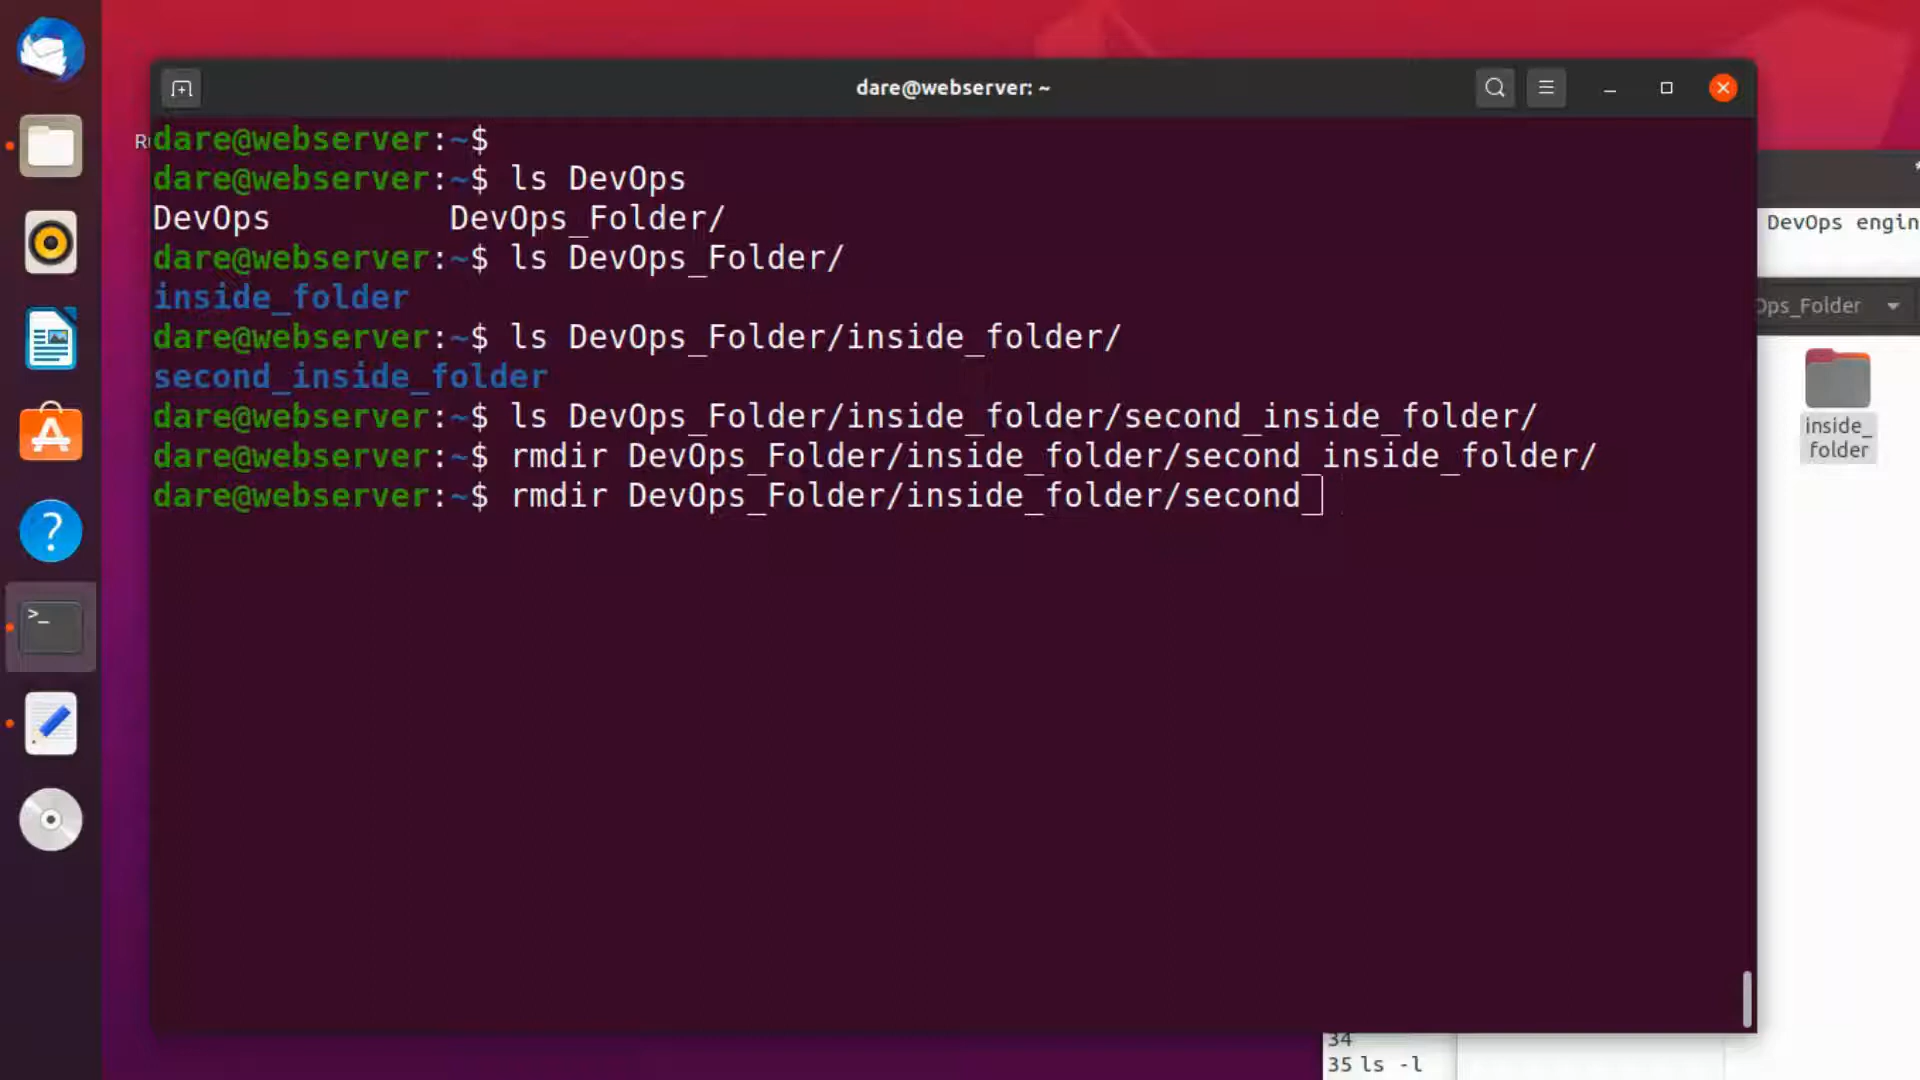 dare@webserver: ~
dare@webserver:~$
dare@webserver:~$ ls DevOps
DevOps DevOps_Folder/
dare@webserver:~$ ls DevOps_Folder/
inside_folder
dare@webserver:~$ ls DevOps_Folder/inside_folder/
second_inside_folder
dare@webserver:~$ ls DevOps_Folder/inside_folder/second_inside_folder/
dare@webserver:~$ rmdir DevOps_Folder/inside_folder/second_inside_folder/
dare@webserver:~$ rmdir DevOps_Folder/inside_folder/second_
DevOps engin
Ops_Folder
inside_
folder
34
35 ls -l
>_
?